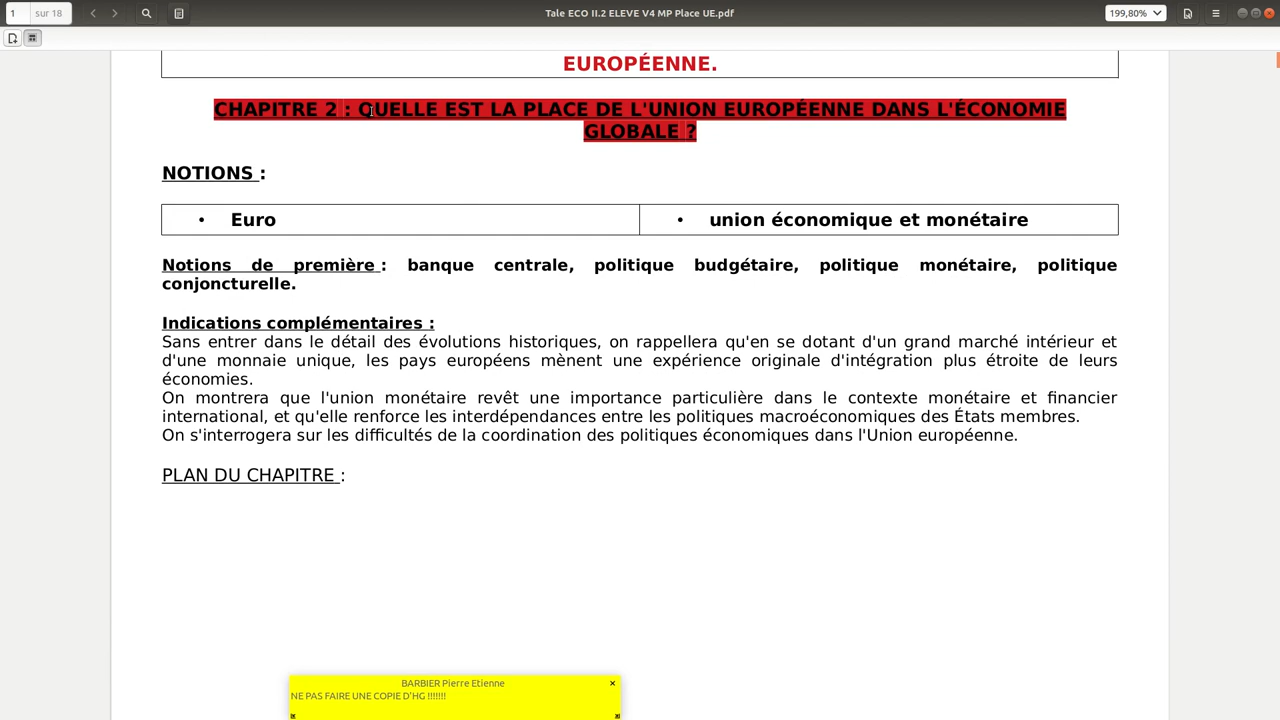 1 sur 18
Tale ECO II.2 ELEVE V4 MP Place UE.pdf
199,80%
EUROPÉENNE.
CHAPITRE 2 : QUELLE EST LA PLACE DE L'UNION EUROPÉENNE DANS L'ÉCONOMIE
GLOBALE ?
NOTIONS :
• Euro
• union économique et monétaire
Notions de première : banque centrale, politique budgétaire, politique monétaire, politique
conjoncturelle.
Indications complémentaires :
Sans entrer dans le détail des évolutions historiques, on rappellera qu'en se dotant d'un grand marché intérieur et
d'une monnaie unique, les pays européens mènent une expérience originale d'intégration plus étroite de leurs
économies.
On montrera que l'union monétaire revêt une importance particulière dans le contexte monétaire et financier
international, et qu'elle renforce les interdépendances entre les politiques macroéconomiques des États membres.
On s'interrogera sur les difficultés de la coordination des politiques économiques dans l'Union européenne.
PLAN DU CHAPITRE :
BARBIER Pierre Etienne
NE PAS FAIRE UNE COPIE D'HG !!!!!!!